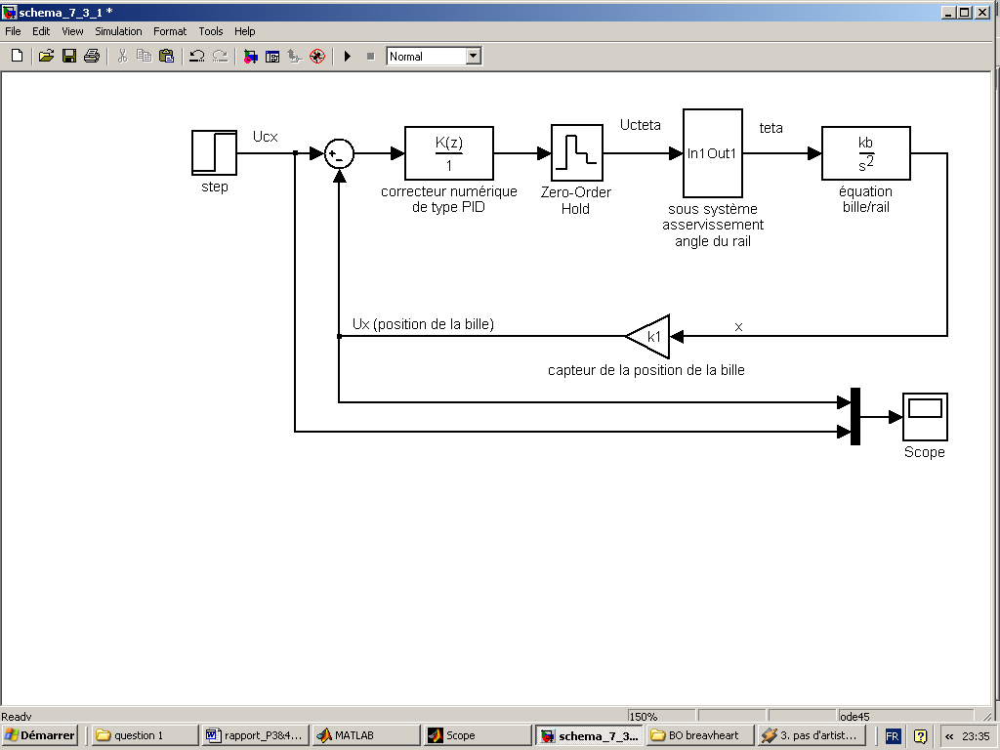 schema_7_3_1 *
File Edit View Simulation Format Tools Help
Normal
Ucx
step
+
-
K(z)
1
correcteur numérique
de type PID
Zero-Order
Hold
Ucteta
In1 Out1
sous système
asservissement
angle du rail
teta
kb
s2
équation
bille/rail
Ux (position de la bille)
k1
x
capteur de la position de la bille
Scope
Ready
150%
ode45
Démarrer
question 1
rapport_P3&4...
MATLAB
Scope
schema_7_3...
BO breavheart
3. pas d'artist...
FR
?
«
23:35